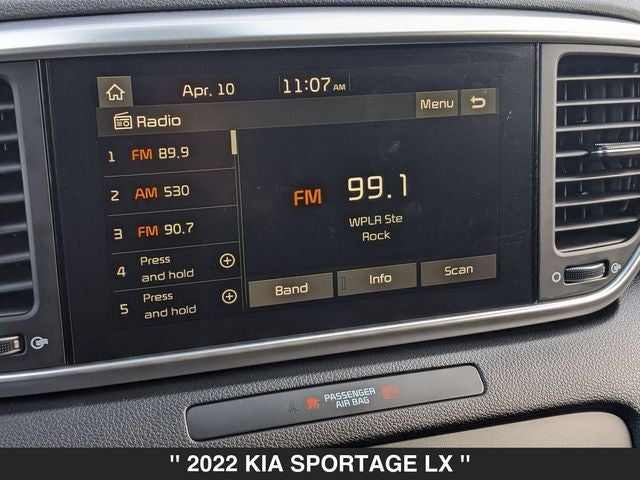 Apr. 10 11:07 AM
Radio Menu
1 FM 89.9
2 AM 530
3 FM 90.7
4 Press and hold
5 Press and hold
FM 99.1
WPLR Ste
Rock
Band Info Scan
PASSENGER
AIR BAG
" 2022 KIA SPORTAGE LX "